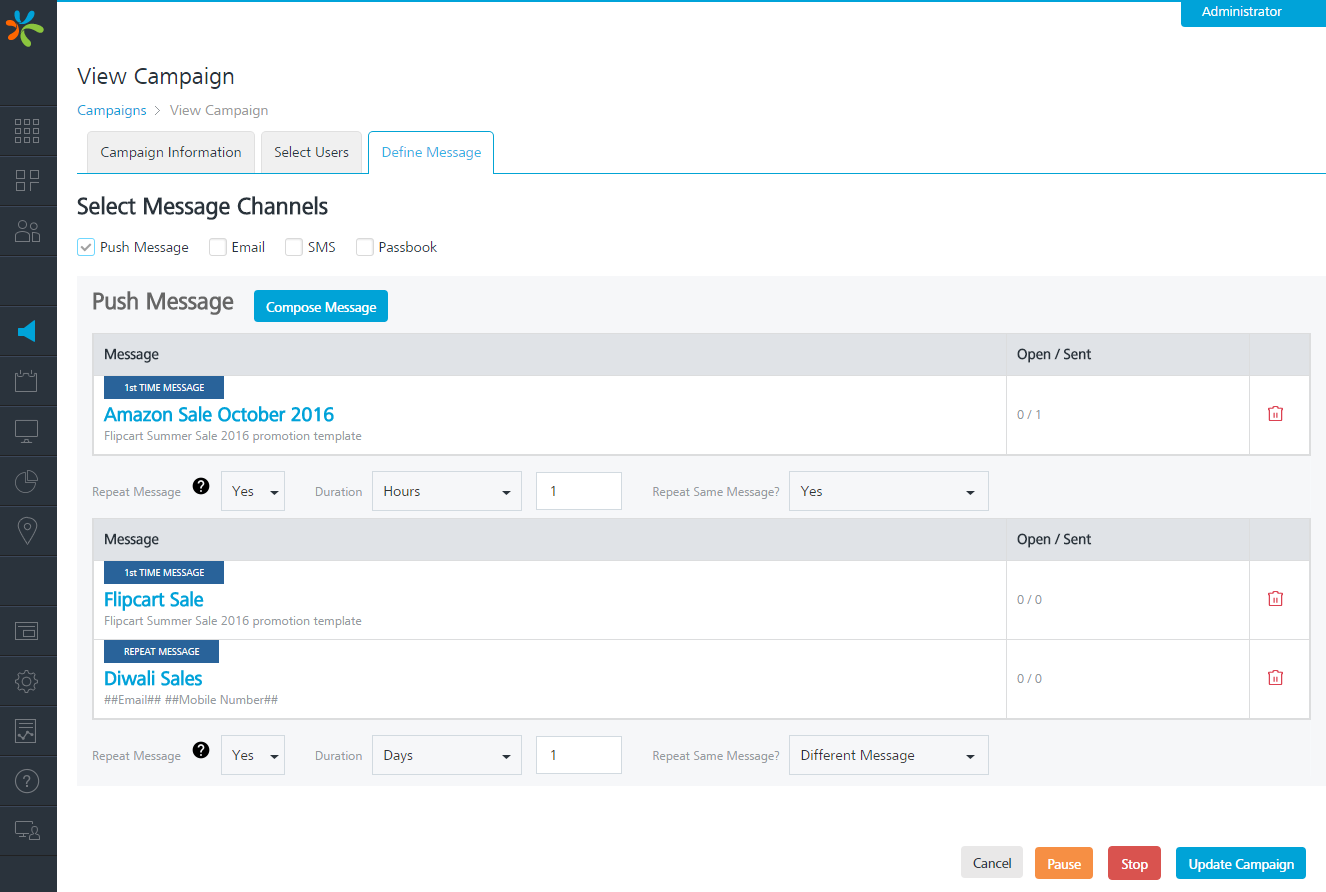 Administrator
View Campaign
Campaigns > View Campaign
Campaign Information Select Users Define Message
Select Message Channels
Push Message Email SMS Passbook
Push Message Compose Message
Message Open / Sent
1st TIME MESSAGE
Amazon Sale October 2016 0 / 1
Flipcart Summer Sale 2016 promotion template
Repeat Message ? Yes Duration Hours 1 Repeat Same Message? Yes
Message Open / Sent
1st TIME MESSAGE
Flipcart Sale 0 / 0
Flipcart Summer Sale 2016 promotion template
REPEAT MESSAGE
Diwali Sales 0 / 0
##Email## ##Mobile Number##
Repeat Message ? Yes Duration Days 1 Repeat Same Message? Different Message
?
Cancel Pause Stop Update Campaign